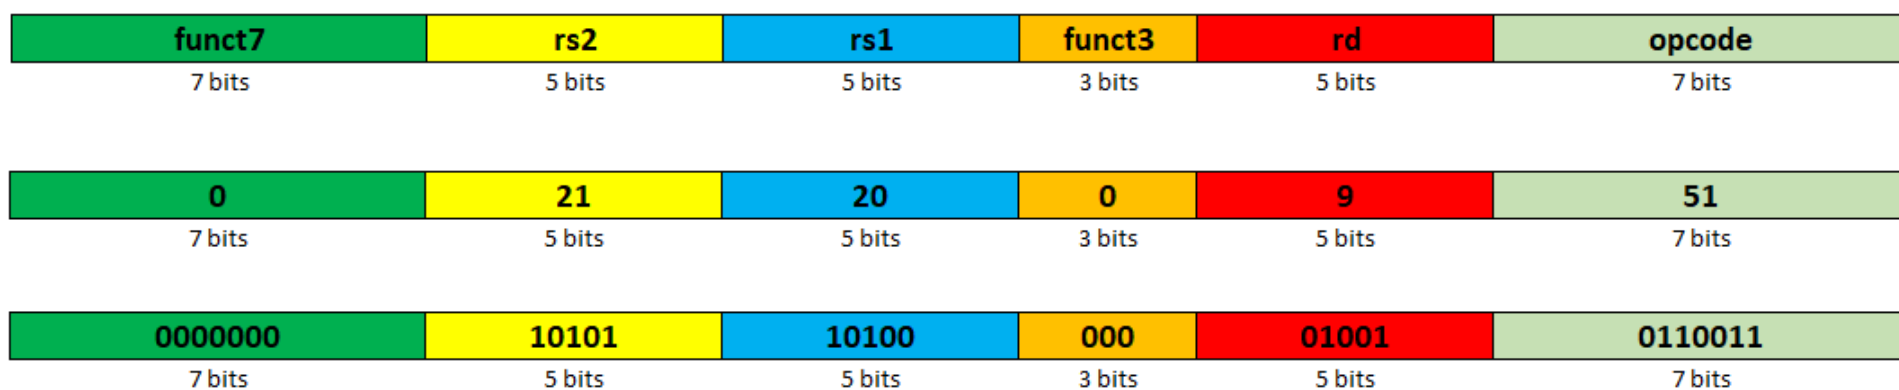 funct7 rs2 rs1 funct3 rd opcode
7 bits 5 bits 5 bits 3 bits 5 bits 7 bits
0 21 20 0 9 51
7 bits 5 bits 5 bits 3 bits 5 bits 7 bits
0000000 10101 10100 000 01001 0110011
7 bits 5 bits 5 bits 3 bits 5 bits 7 bits